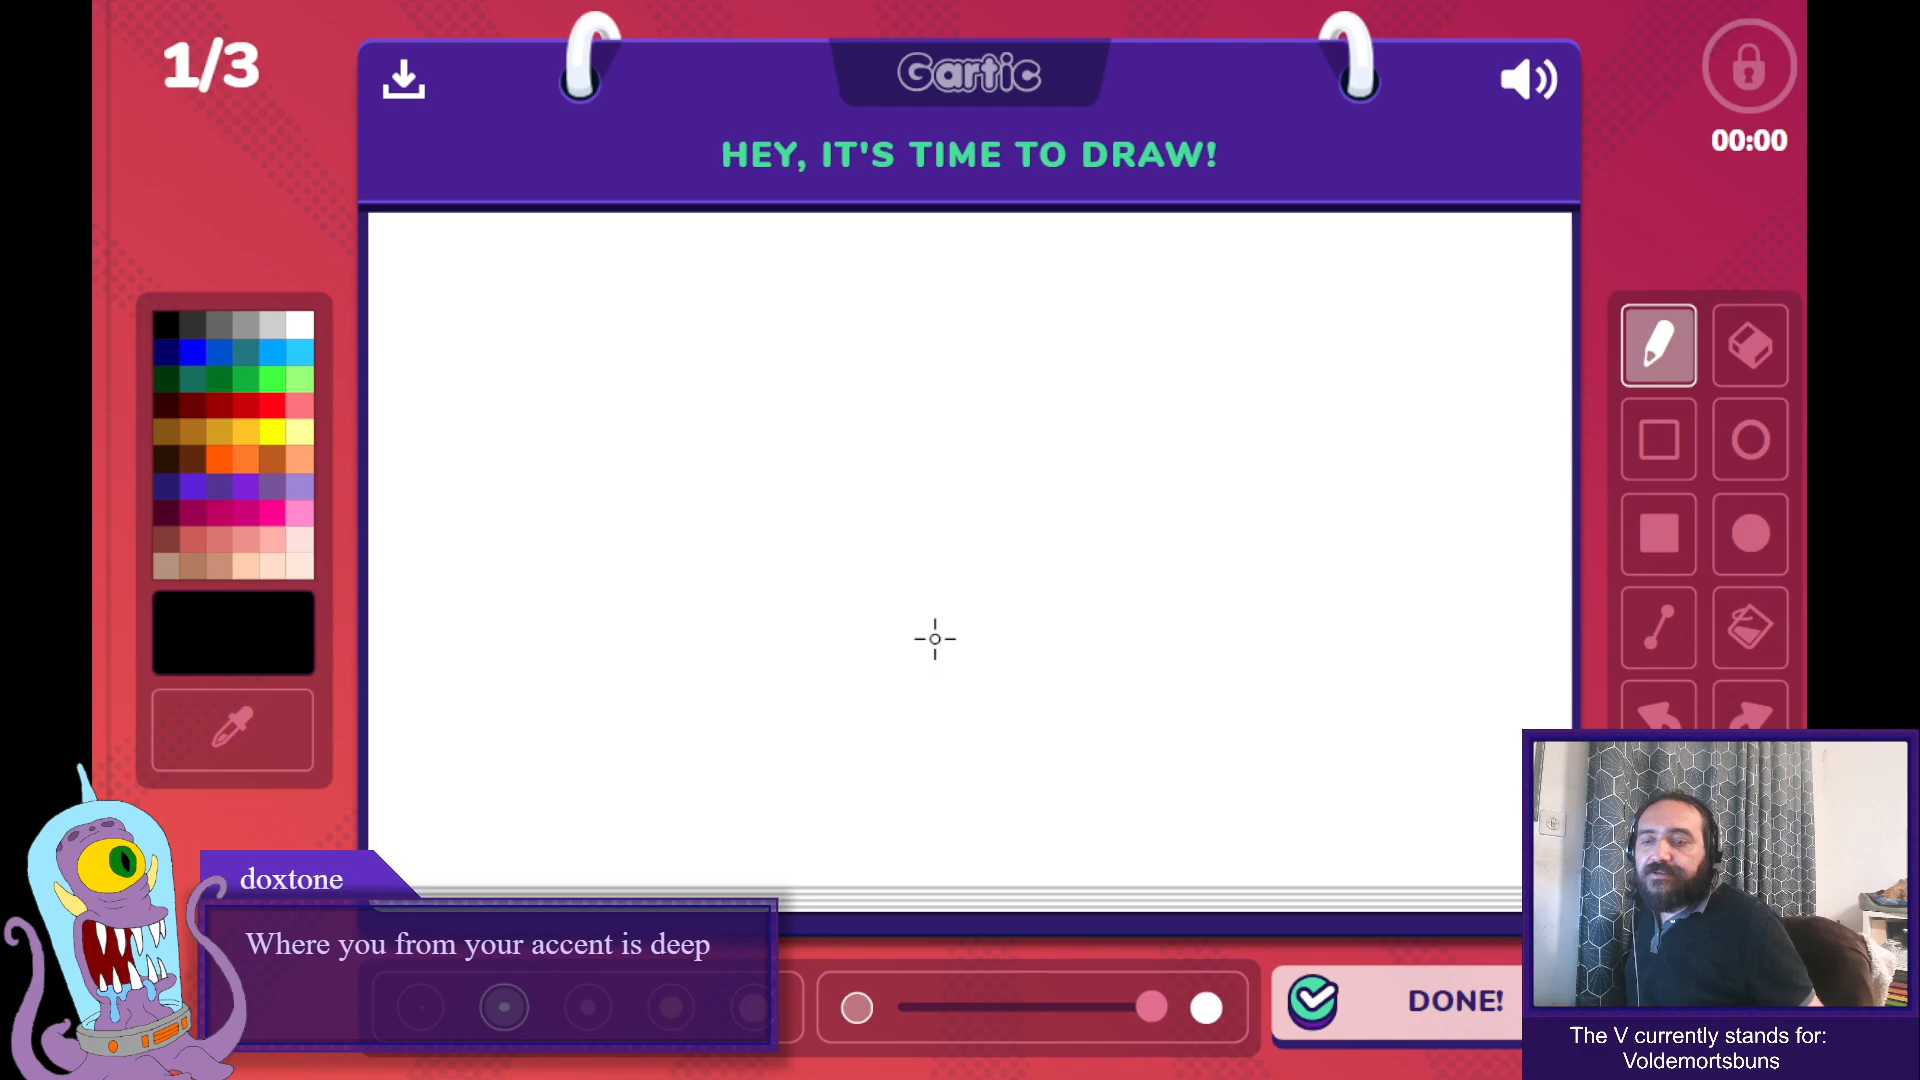 1/3
Gartic
HEY, IT'S TIME TO DRAW!
00:00
doxtone
Where you from your accent is deep
DONE!
The V currently stands for:
Voldemortsbuns